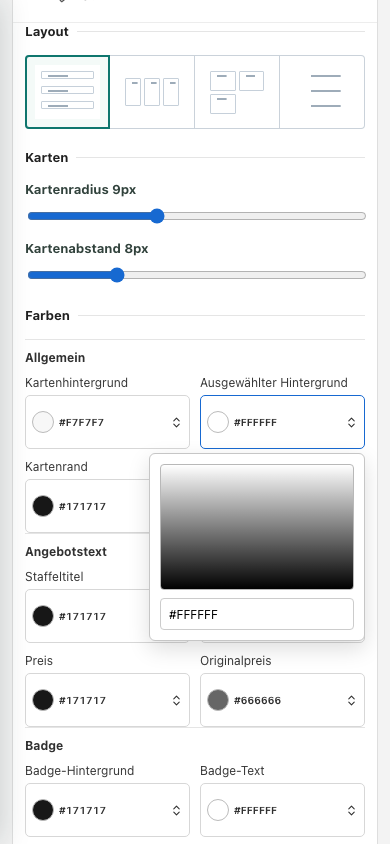 Layout
Karten
Kartenradius 9px
Kartenabstand 8px
Farben
Allgemein
Kartenhintergrund
Ausgewählter Hintergrund
#F7F7F7
#FFFFFF
Kartenrand
#171717
#FFFFFF
Angebotstext
Staffeltitel
#171717
Preis
Originalpreis
#171717
#666666
Badge
Badge-Hintergrund
Badge-Text
#171717
#FFFFFF